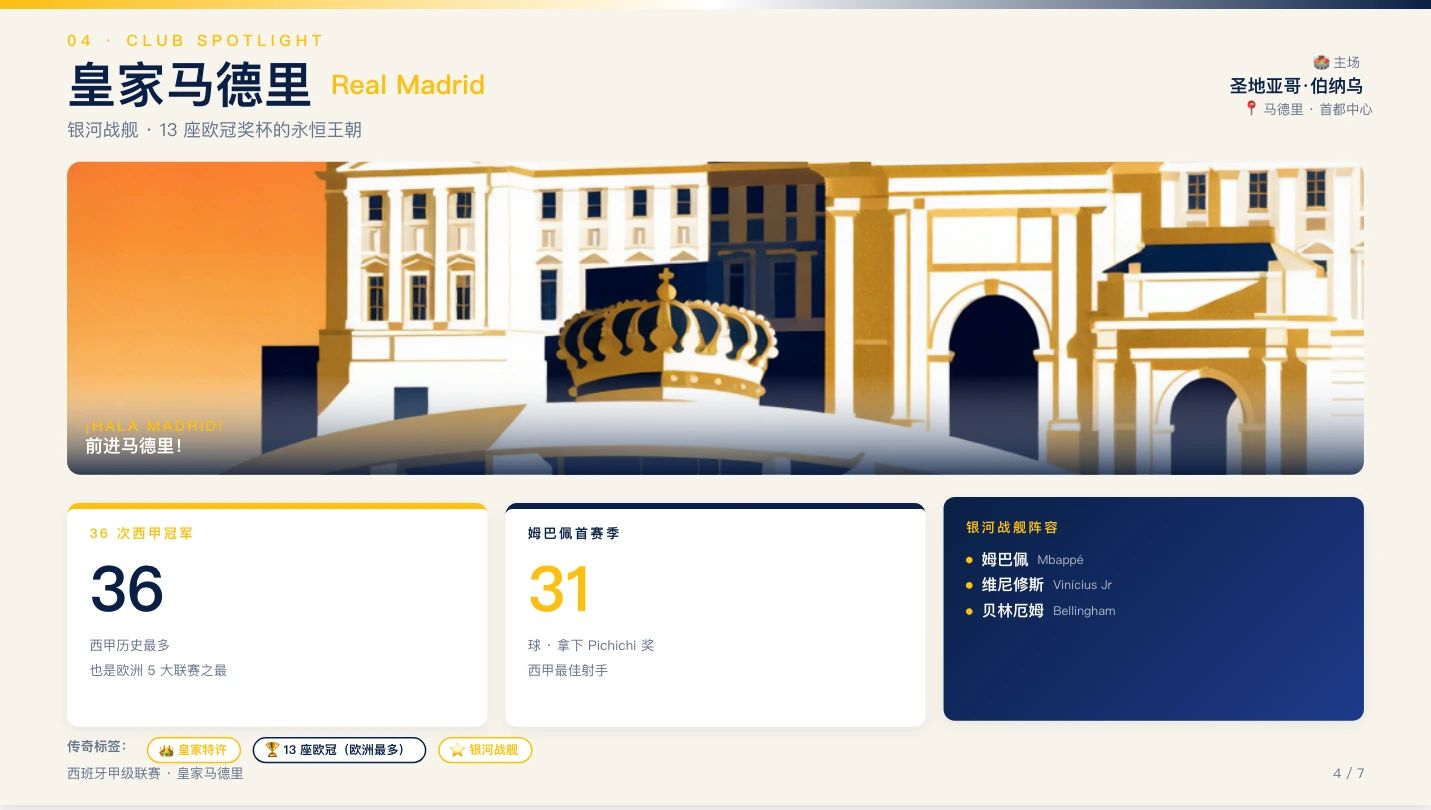 04 · CLUB SPOTLIGHT
皇家马德里 Real Madrid
银河战舰 · 13 座欧冠奖杯的永恒王朝
🏟️ 主场
圣地亚哥·伯纳乌
📍 马德里 · 首都中心
¡HALA MADRID!
前进马德里!
36 次西甲冠军
36
西甲历史最多
也是欧洲 5 大联赛之最
姆巴佩首赛季
31
球 · 拿下 Pichichi 奖
西甲最佳射手
银河战舰阵容
姆巴佩 Mbappé
维尼修斯 Vinícius Jr
贝林厄姆 Bellingham
传奇标签: 👑 皇家特许 🏆 13 座欧冠（欧洲最多） ⭐ 银河战舰
西班牙甲级联赛 · 皇家马德里
4 / 7